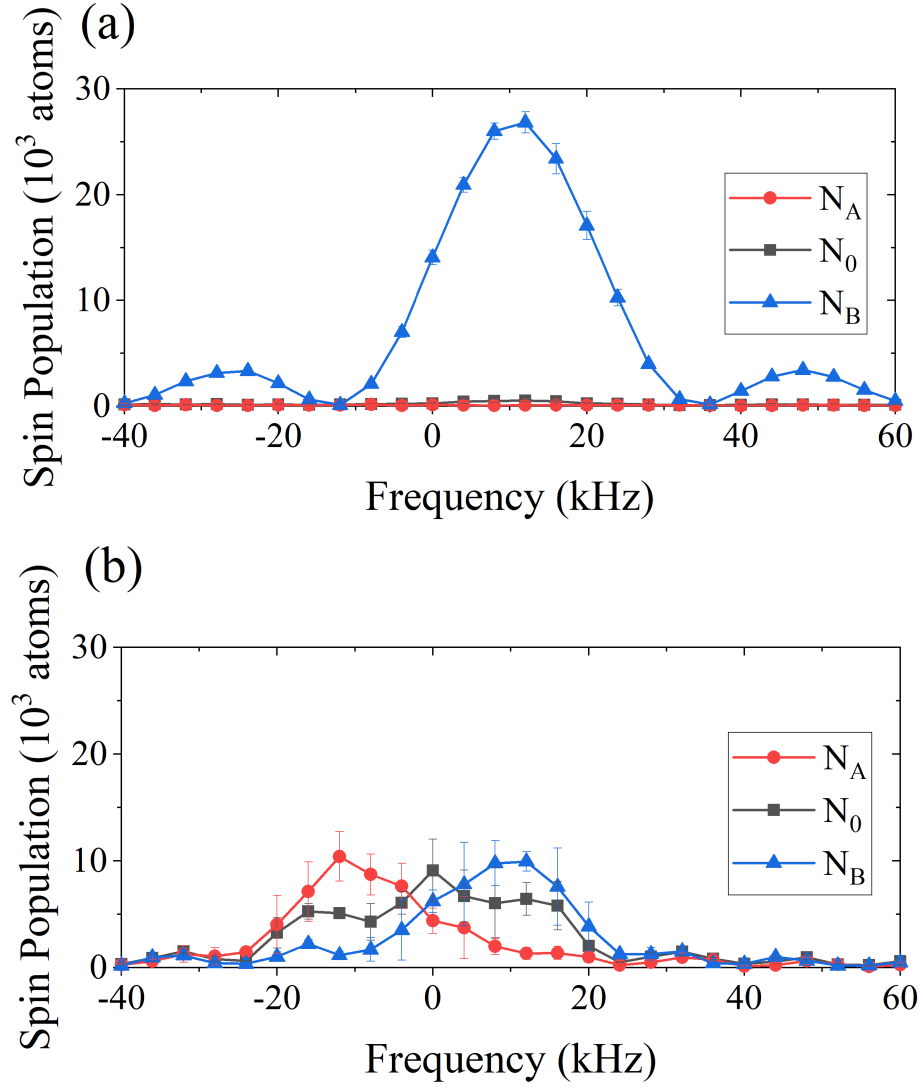 (a)
Spin Population (10³ atoms)
30
20
10
0
-40
-20
0
20
40
60
Frequency (kHz)
N_A
N_0
N_B
(b)
Spin Population (10³ atoms)
30
20
10
0
-40
-20
0
20
40
60
Frequency (kHz)
N_A
N_0
N_B